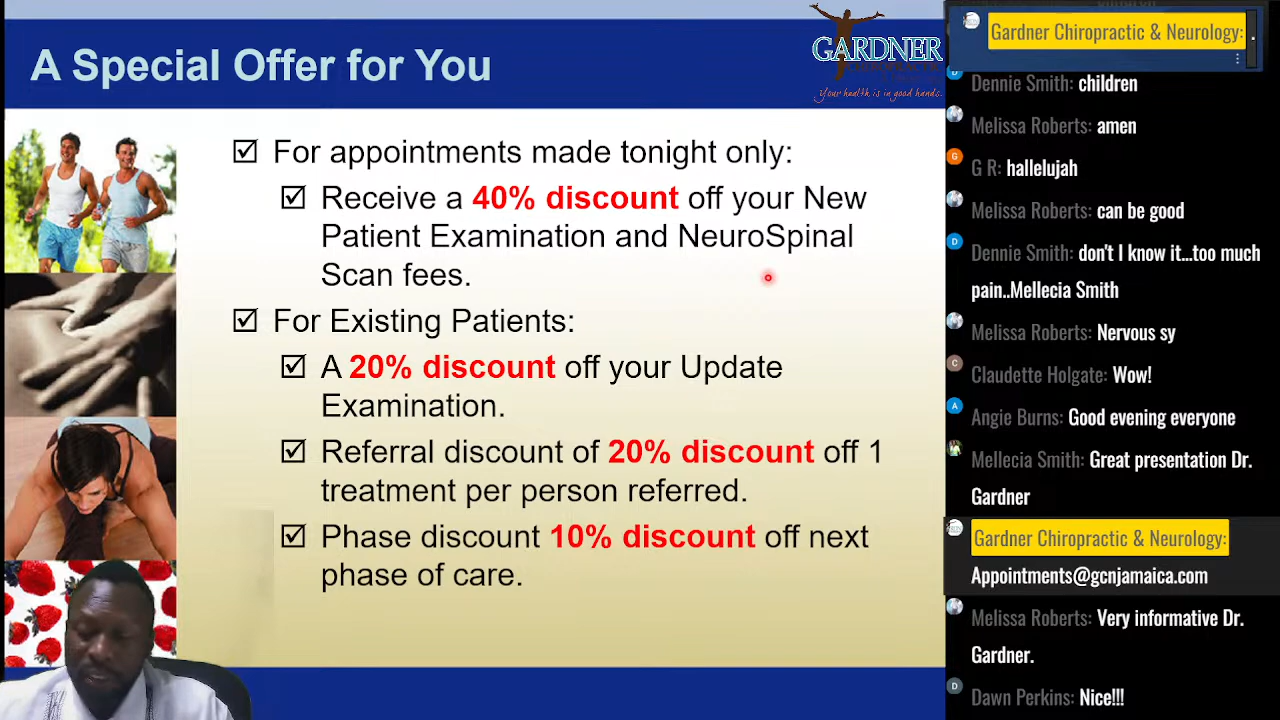 A Special Offer for You
GARDNER
Your health is in good hands.
For appointments made tonight only:
Receive a 40% discount off your New
Patient Examination and NeuroSpinal
Scan fees.
For Existing Patients:
A 20% discount off your Update
Examination.
Referral discount of 20% discount off 1
treatment per person referred.
Phase discount 10% discount off next
phase of care.
Gardner Chiropractic & Neurology: .
Dennie Smith: children
Melissa Roberts: amen
G R: hallelujah
Melissa Roberts: can be good
Dennie Smith: don't I know it...too much
pain..Mellecia Smith
Melissa Roberts: Nervous sy
Claudette Holgate: Wow!
Angie Burns: Good evening everyone
Mellecia Smith: Great presentation Dr.
Gardner
Gardner Chiropractic & Neurology:
Appointments@gcnjamaica.com
Melissa Roberts: Very informative Dr.
Gardner.
Dawn Perkins: Nice!!!